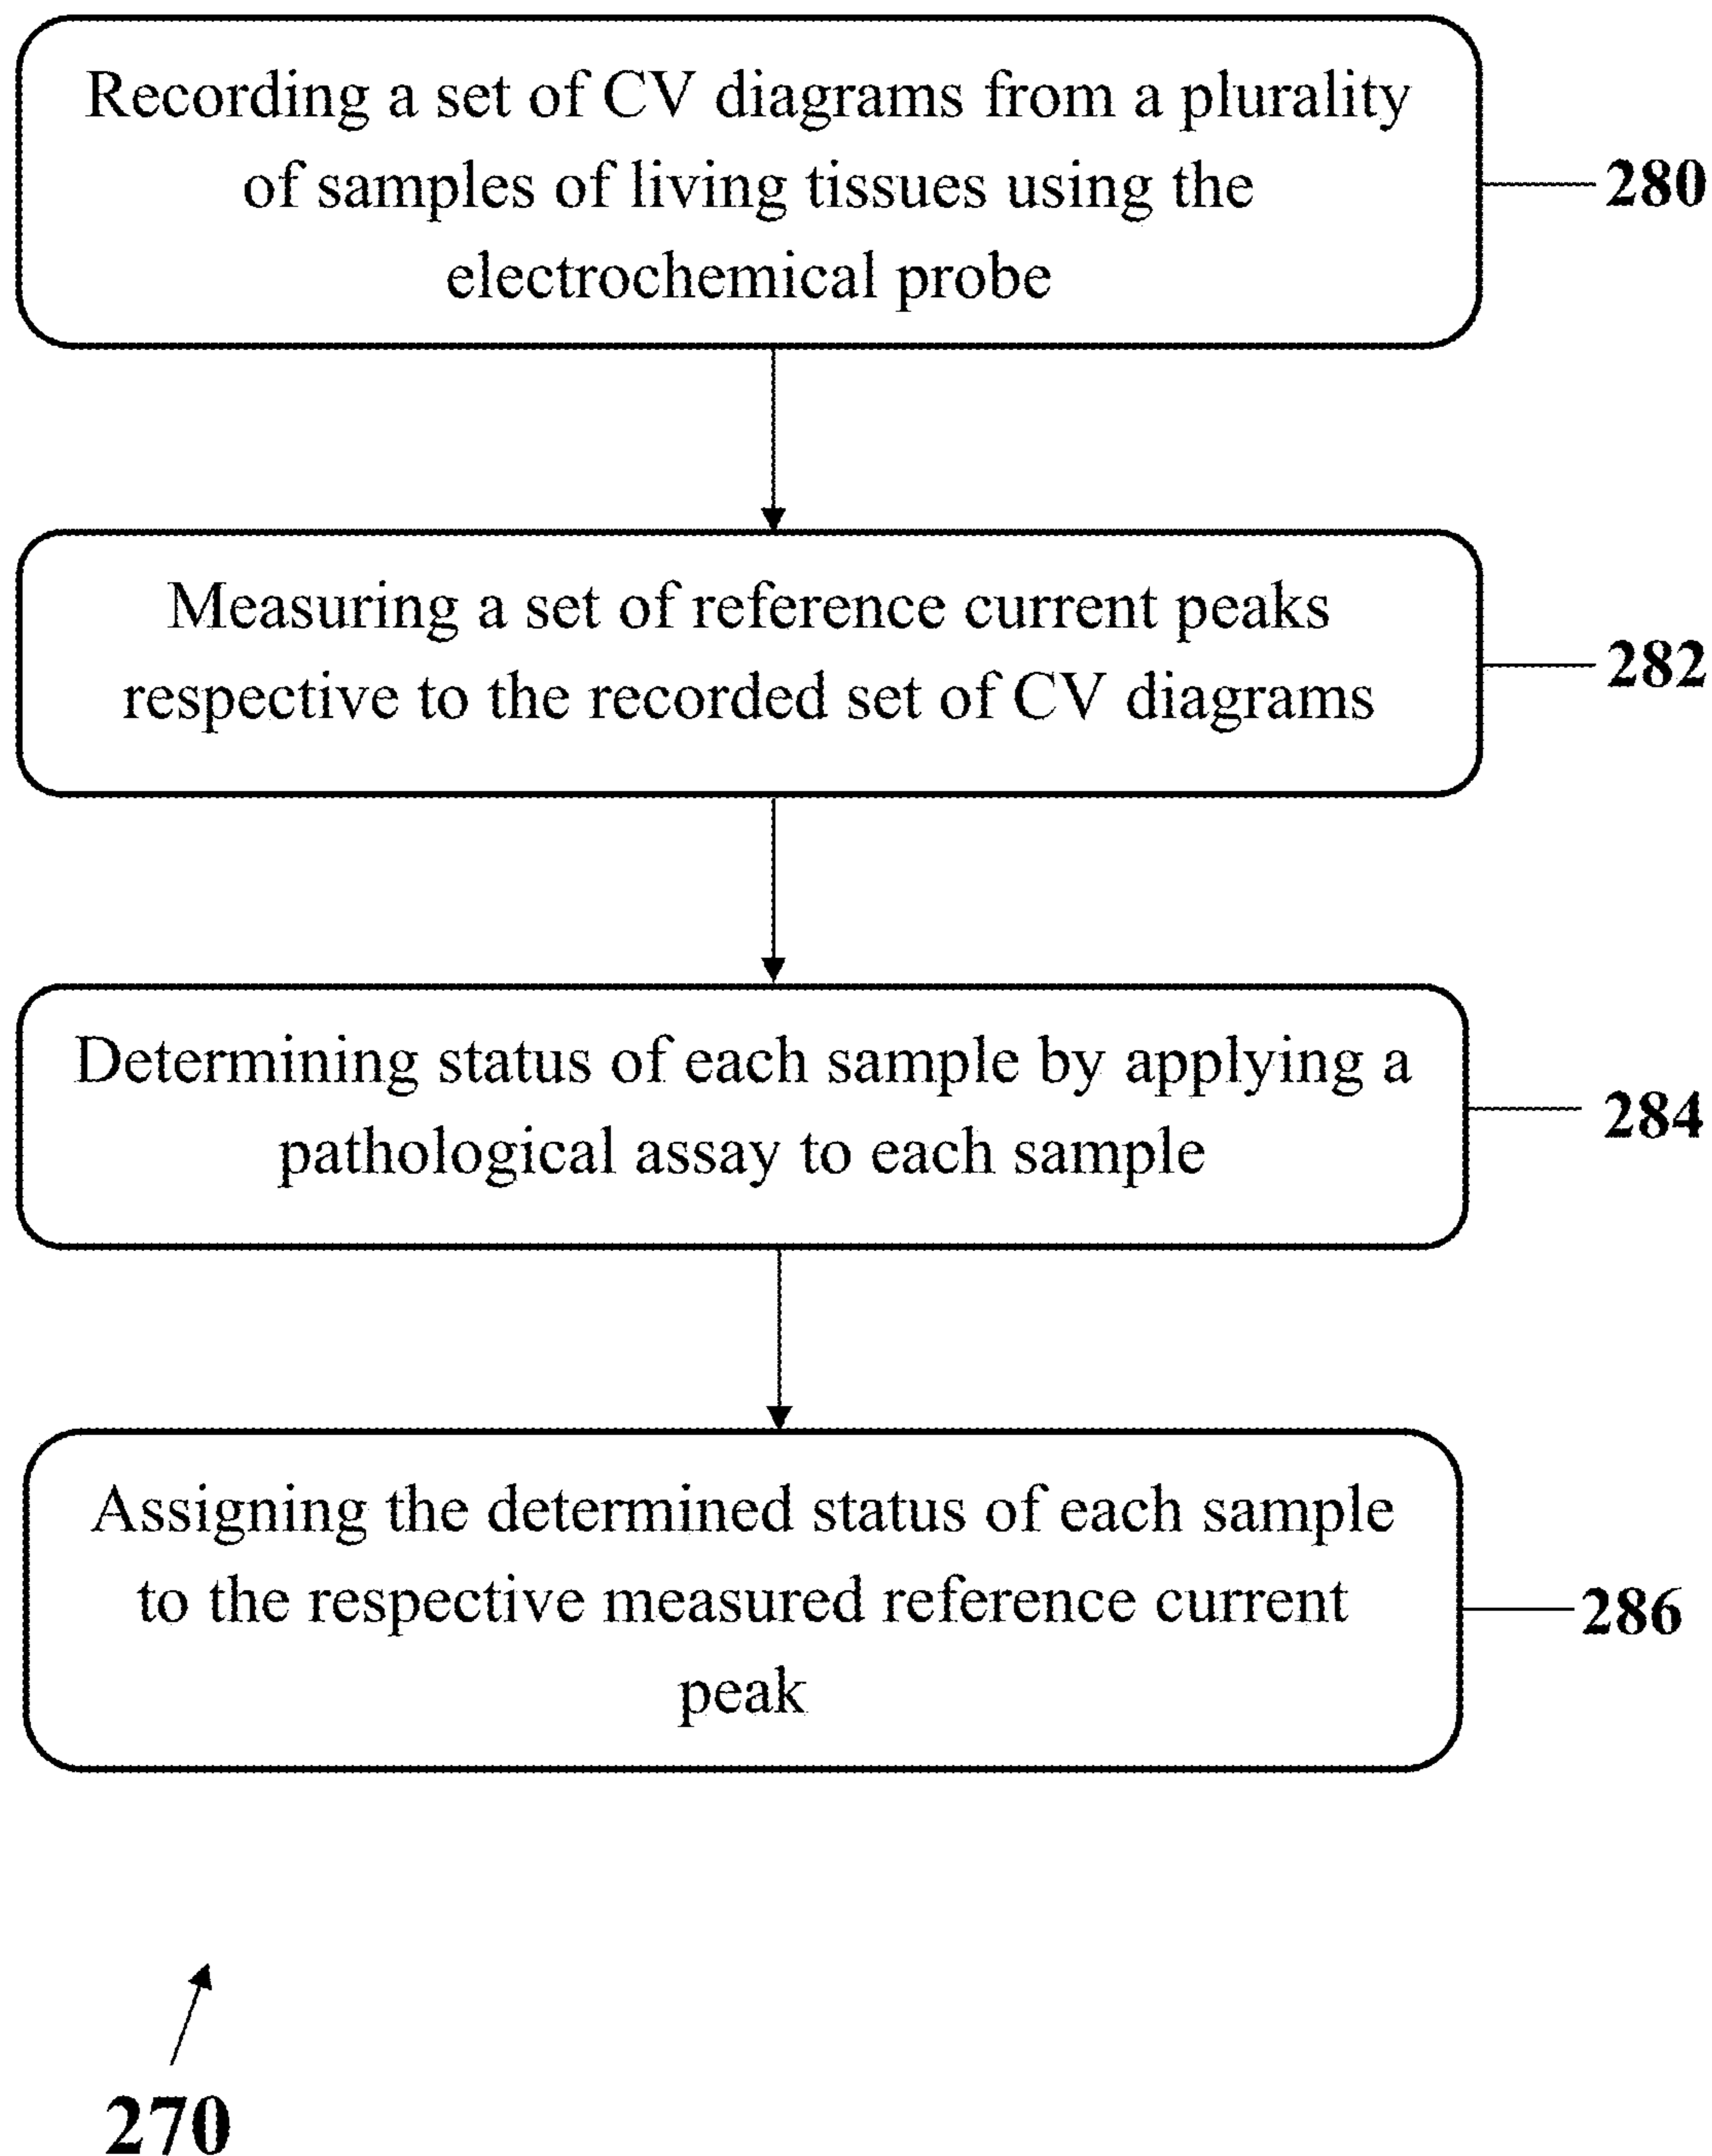 Recording a set of CV diagrams from a plurality
of samples of living tissues using the
electrochemical probe
280
Measuring a set of reference current peaks
respective to the recorded set of CV diagrams
282
Determining status of each sample by applying a
pathological assay to each sample
284
Assigning the determined status of each sample
to the respective measured reference current
peak
286
270